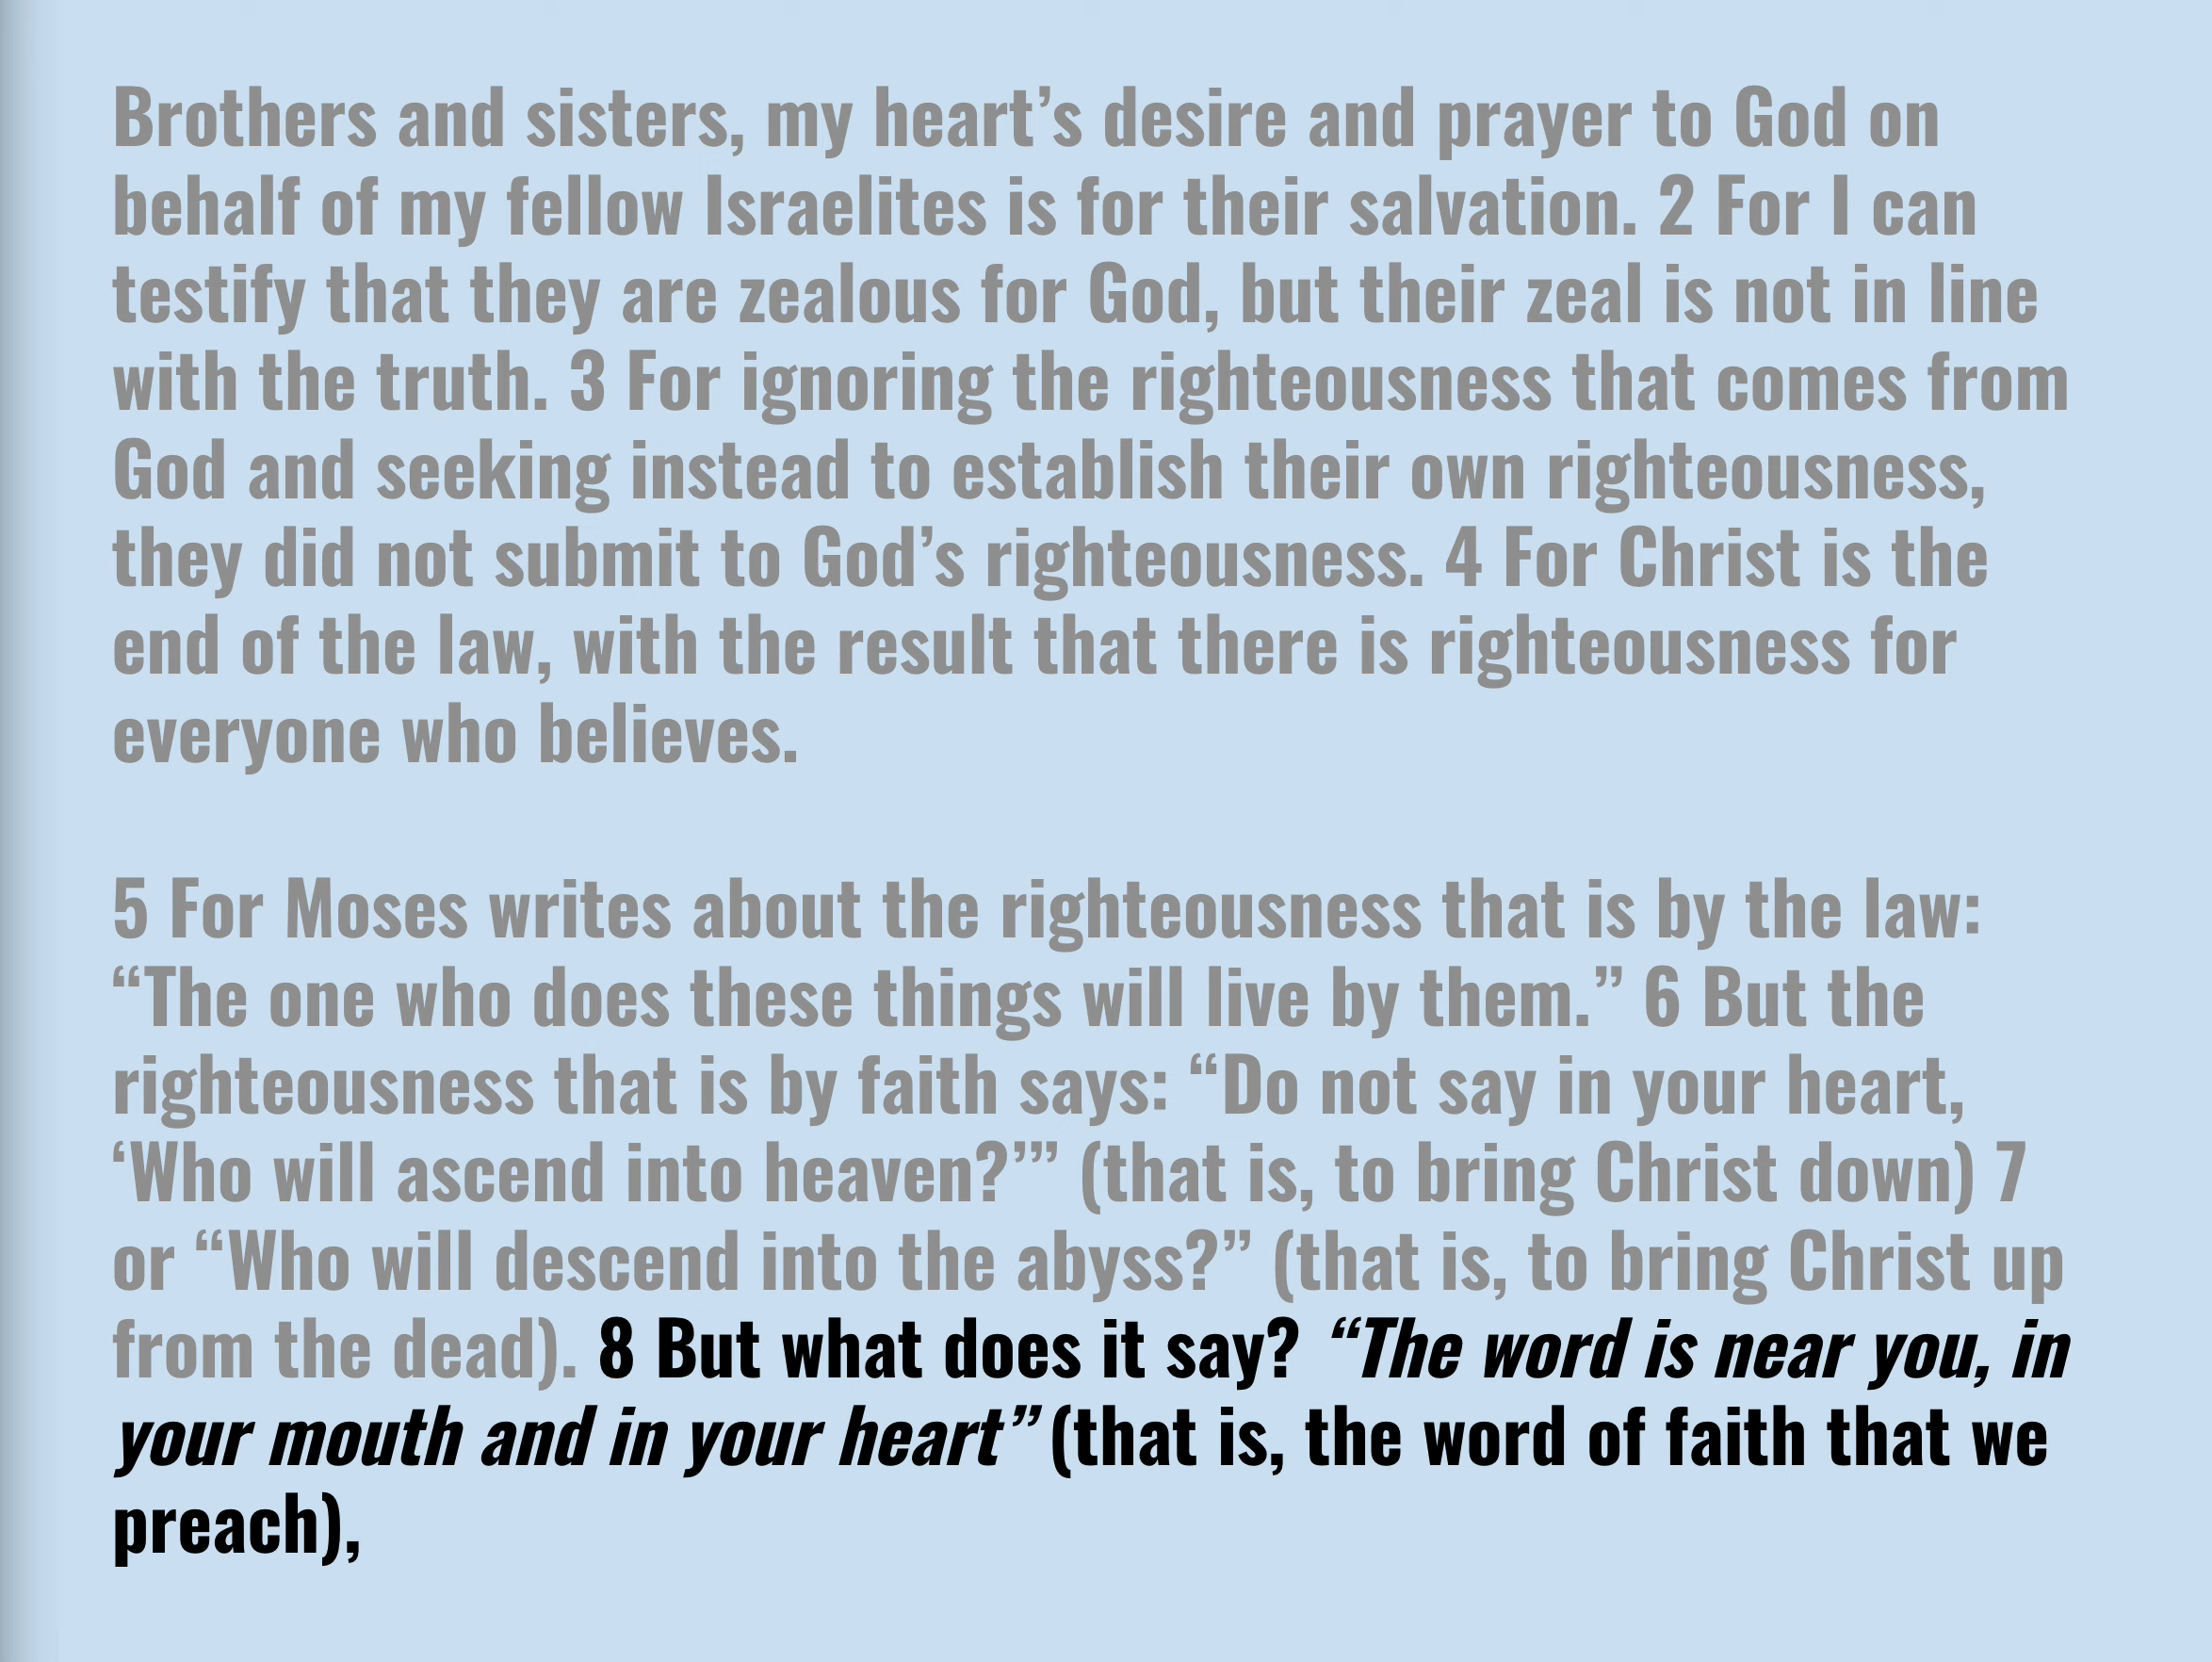 Brothers and sisters, my heart’s desire and prayer to God on
behalf of my fellow Israelites is for their salvation. 2 For I can
testify that they are zealous for God, but their zeal is not in line
with the truth. 3 For ignoring the righteousness that comes from
God and seeking instead to establish their own righteousness,
they did not submit to God’s righteousness. 4 For Christ is the
end of the law, with the result that there is righteousness for
everyone who believes.
5 For Moses writes about the righteousness that is by the law:
“The one who does these things will live by them.” 6 But the
righteousness that is by faith says: “Do not say in your heart,
‘Who will ascend into heaven?’” (that is, to bring Christ down) 7
or “Who will descend into the abyss?” (that is, to bring Christ up
from the dead). 8 But what does it say? “The word is near you, in
your mouth and in your heart” (that is, the word of faith that we
preach),